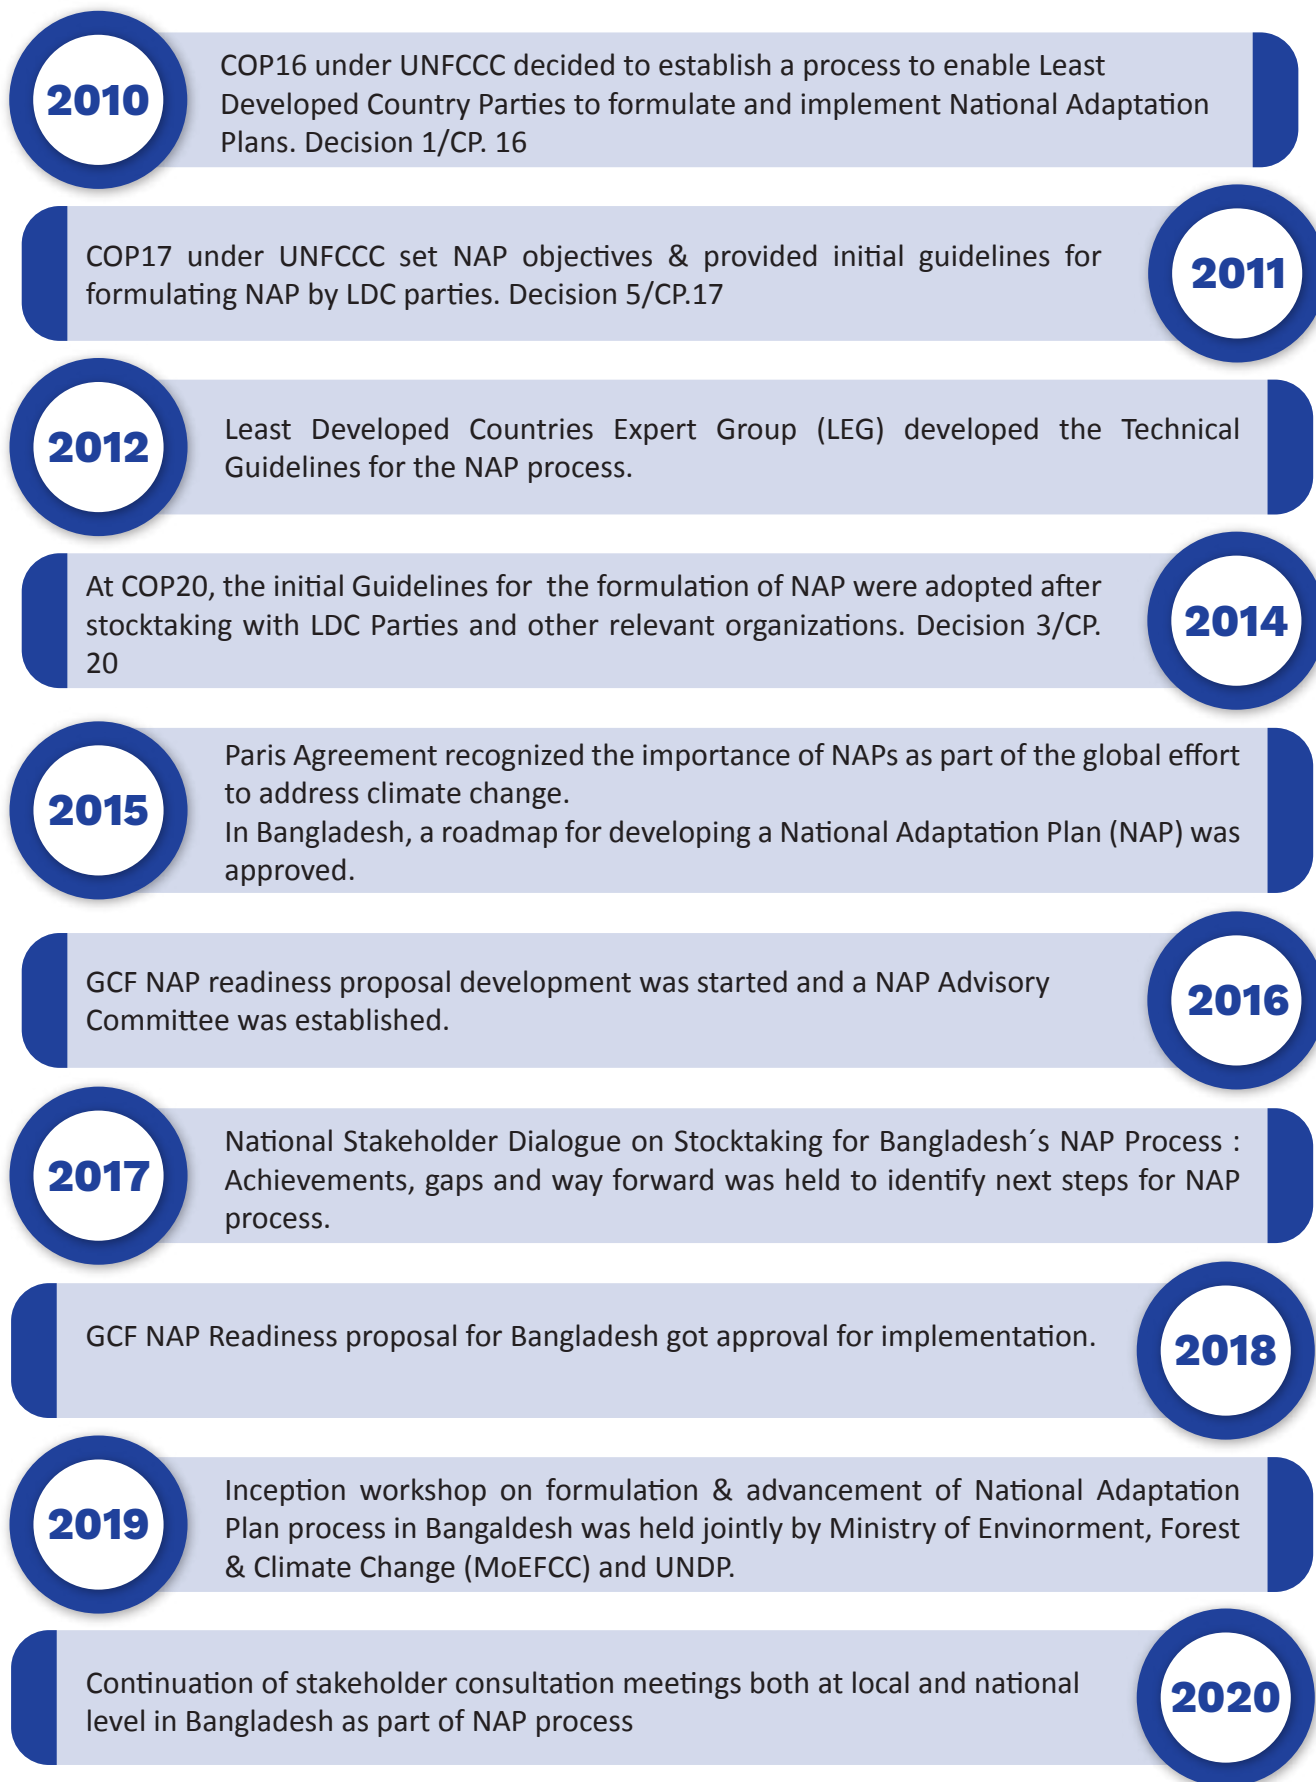 2010
COP16 under UNFCCC decided to establish a process to enable Least
Developed Country Parties to formulate and implement National Adaptation
Plans. Decision 1/CP. 16
COP17 under UNFCCC set NAP objectives & provided initial guidelines for
formulating NAP by LDC parties. Decision 5/CP.17
2011
2012
Least Developed Countries Expert Group (LEG) developed the Technical
Guidelines for the NAP process.
At COP20, the initial Guidelines for the formulation of NAP were adopted after
stocktaking with LDC Parties and other relevant organizations. Decision 3/CP.
20
2014
2015
Paris Agreement recognized the importance of NAPs as part of the global effort
to address climate change.
In Bangladesh, a roadmap for developing a National Adaptation Plan (NAP) was
approved.
GCF NAP readiness proposal development was started and a NAP Advisory
Committee was established.
2016
2017
National Stakeholder Dialogue on Stocktaking for Bangladesh´s NAP Process :
Achievements, gaps and way forward was held to identify next steps for NAP
process.
GCF NAP Readiness proposal for Bangladesh got approval for implementation.
2018
2019
Inception workshop on formulation & advancement of National Adaptation
Plan process in Bangaldesh was held jointly by Ministry of Envinorment, Forest
& Climate Change (MoEFCC) and UNDP.
Continuation of stakeholder consultation meetings both at local and national
level in Bangladesh as part of NAP process
2020